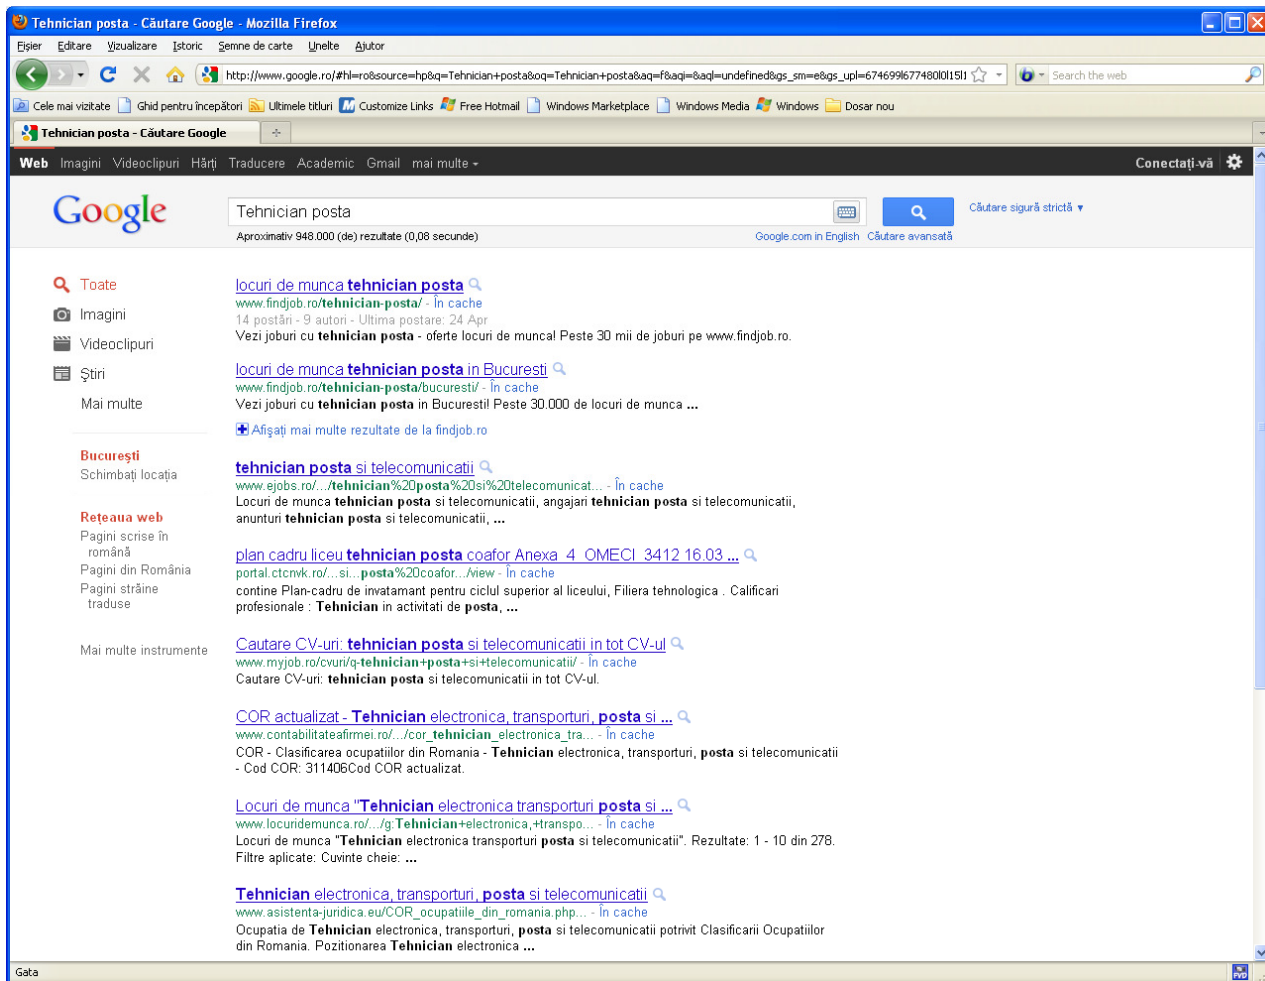 Tehnician posta - Căutare Google - Mozilla Firefox
Fișier Editare Vizualizare Istoric Semne de carte Unelte Ajutor
http://www.google.ro/#hl=ro&source=hp&q=Tehnician+posta&oq=Tehnician+posta&aq=f&aqi=&aql=undefined&gs_sm=e&gs_upl=674699l677480l0l15l1 Search the web
Cele mai vizitate Ghid pentru începători Ultimele titluri Customize Links Free Hotmail Windows Marketplace Windows Media Windows Dosar nou
Tehnician posta - Căutare Google
Web Imagini Videoclipuri Hărți Traducere Academic Gmail mai multe Conectați-vă
Google Tehnician posta Căutare sigură strictă
Aproximativ 948.000 (de) rezultate (0,08 secunde) Google.com in English Căutare avansată
Toate
Imagini
Videoclipuri
Știri
Mai multe
București
Schimbați locația
Rețeaua web
Pagini scrise în
română
Pagini din România
Pagini străine
traduse
Mai multe instrumente
locuri de munca tehnician posta
www.findjob.ro/tehnician-posta/ - În cache
14 postări - 9 autori - Ultima postare: 24 Apr
Vezi joburi cu tehnician posta - oferte locuri de munca! Peste 30 mii de joburi pe www.findjob.ro.
locuri de munca tehnician posta in Bucuresti
www.findjob.ro/tehnician-posta/bucuresti/ - În cache
Vezi joburi cu tehnician posta in Bucuresti! Peste 30.000 de locuri de munca ...
Afișați mai multe rezultate de la findjob.ro
tehnician posta si telecomunicatii
www.ejobs.ro/.../tehnician%20posta%20si%20telecomunicat... - În cache
Locuri de munca tehnician posta si telecomunicatii, angajari tehnician posta si telecomunicatii,
anunturi tehnician posta si telecomunicatii, ...
plan cadru liceu tehnician posta coafor Anexa_4_OMECI_3412 16.03 ...
portal.ctcnvk.ro/...si...posta%20coafor.../view - În cache
contine Plan-cadru de invatamant pentru ciclul superior al liceului, Filiera tehnologica . Calificari
profesionale : Tehnician in activitati de posta, ...
Cautare CV-uri: tehnician posta si telecomunicatii in tot CV-ul
www.myjob.ro/cvuri/q-tehnician+posta+si+telecomunicatii/ - În cache
Cautare CV-uri: tehnician posta si telecomunicatii in tot CV-ul.
COR actualizat - Tehnician electronica, transporturi, posta si ...
www.contabilitateafirmei.ro/.../cor_tehnician_electronica_tra... - În cache
COR - Clasificarea ocupatiilor din Romania - Tehnician electronica, transporturi, posta si telecomunicatii
- Cod COR: 311406Cod COR actualizat.
Locuri de munca "Tehnician electronica transporturi posta si ...
www.locuridemunca.ro/.../g:Tehnician+electronica,+transpo... - În cache
Locuri de munca "Tehnician electronica transporturi posta si telecomunicatii". Rezultate: 1 - 10 din 278.
Filtre aplicate: Cuvinte cheie: ...
Tehnician electronica, transporturi, posta si telecomunicatii
www.asistenta-juridica.eu/COR_ocupatiile_din_romania.php... - În cache
Ocupatia de Tehnician electronica, transporturi, posta si telecomunicatii potrivit Clasificarii Ocupatiilor
din Romania. Pozitionarea Tehnician electronica ...
Gata FVD